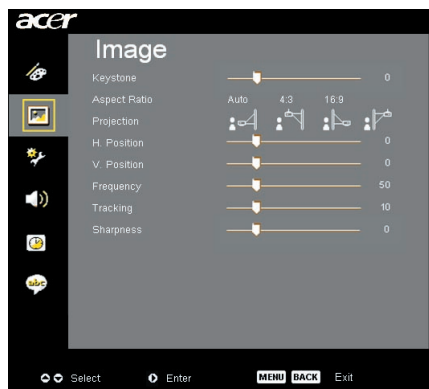 acer
Image
Keystone 0
Aspect Ratio Auto 4:3 16:9
Projection
H. Position 0
V. Position 0
Frequency 50
Tracking 10
Sharpness 0
abc
Select Enter MENU BACK Exit